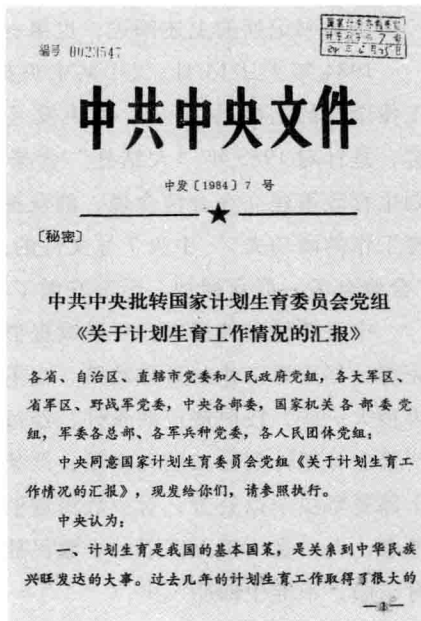 编号 0023547
中共中央文件
中发〔1984〕7 号
〔秘密〕
中共中央批转国家计划生育委员会党组
《关于计划生育工作情况的汇报》
各省、自治区、直辖市党委和人民政府党组，各大军区、
省军区、野战军党委，中央各部委，国家机关各部委党
组，军委各总部、各军兵种党委，各人民团体党组：
中央同意国家计划生育委员会党组《关于计划生育工
作情况的汇报》，现发给你们，请参照执行。
中央认为：
一、计划生育是我国的基本国策，是关系到中华民族
兴旺发达的大事。过去几年的计划生育工作取得了很大的
—1—